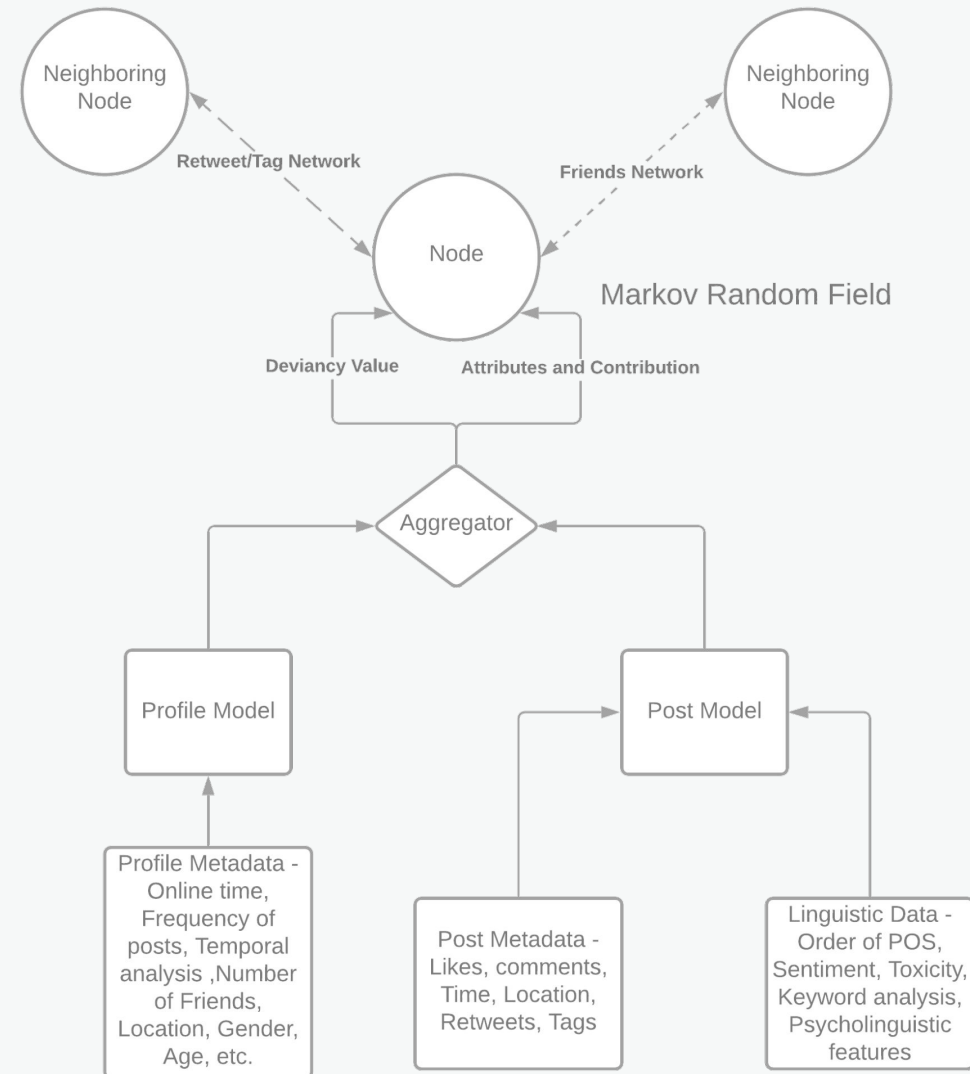 Neighboring
Node
Neighboring
Node
Retweet/Tag Network
Friends Network
Node
Markov Random Field
Deviancy Value
Attributes and Contribution
Aggregator
Profile Model
Post Model
Profile Metadata -
Online time,
Frequency of
posts, Temporal
analysis ,Number
of Friends,
Location, Gender,
Age, etc.
Post Metadata -
Likes, comments,
Time, Location,
Retweets, Tags
Linguistic Data -
Order of POS,
Sentiment, Toxicity,
Keyword analysis,
Psycholinguistic
features